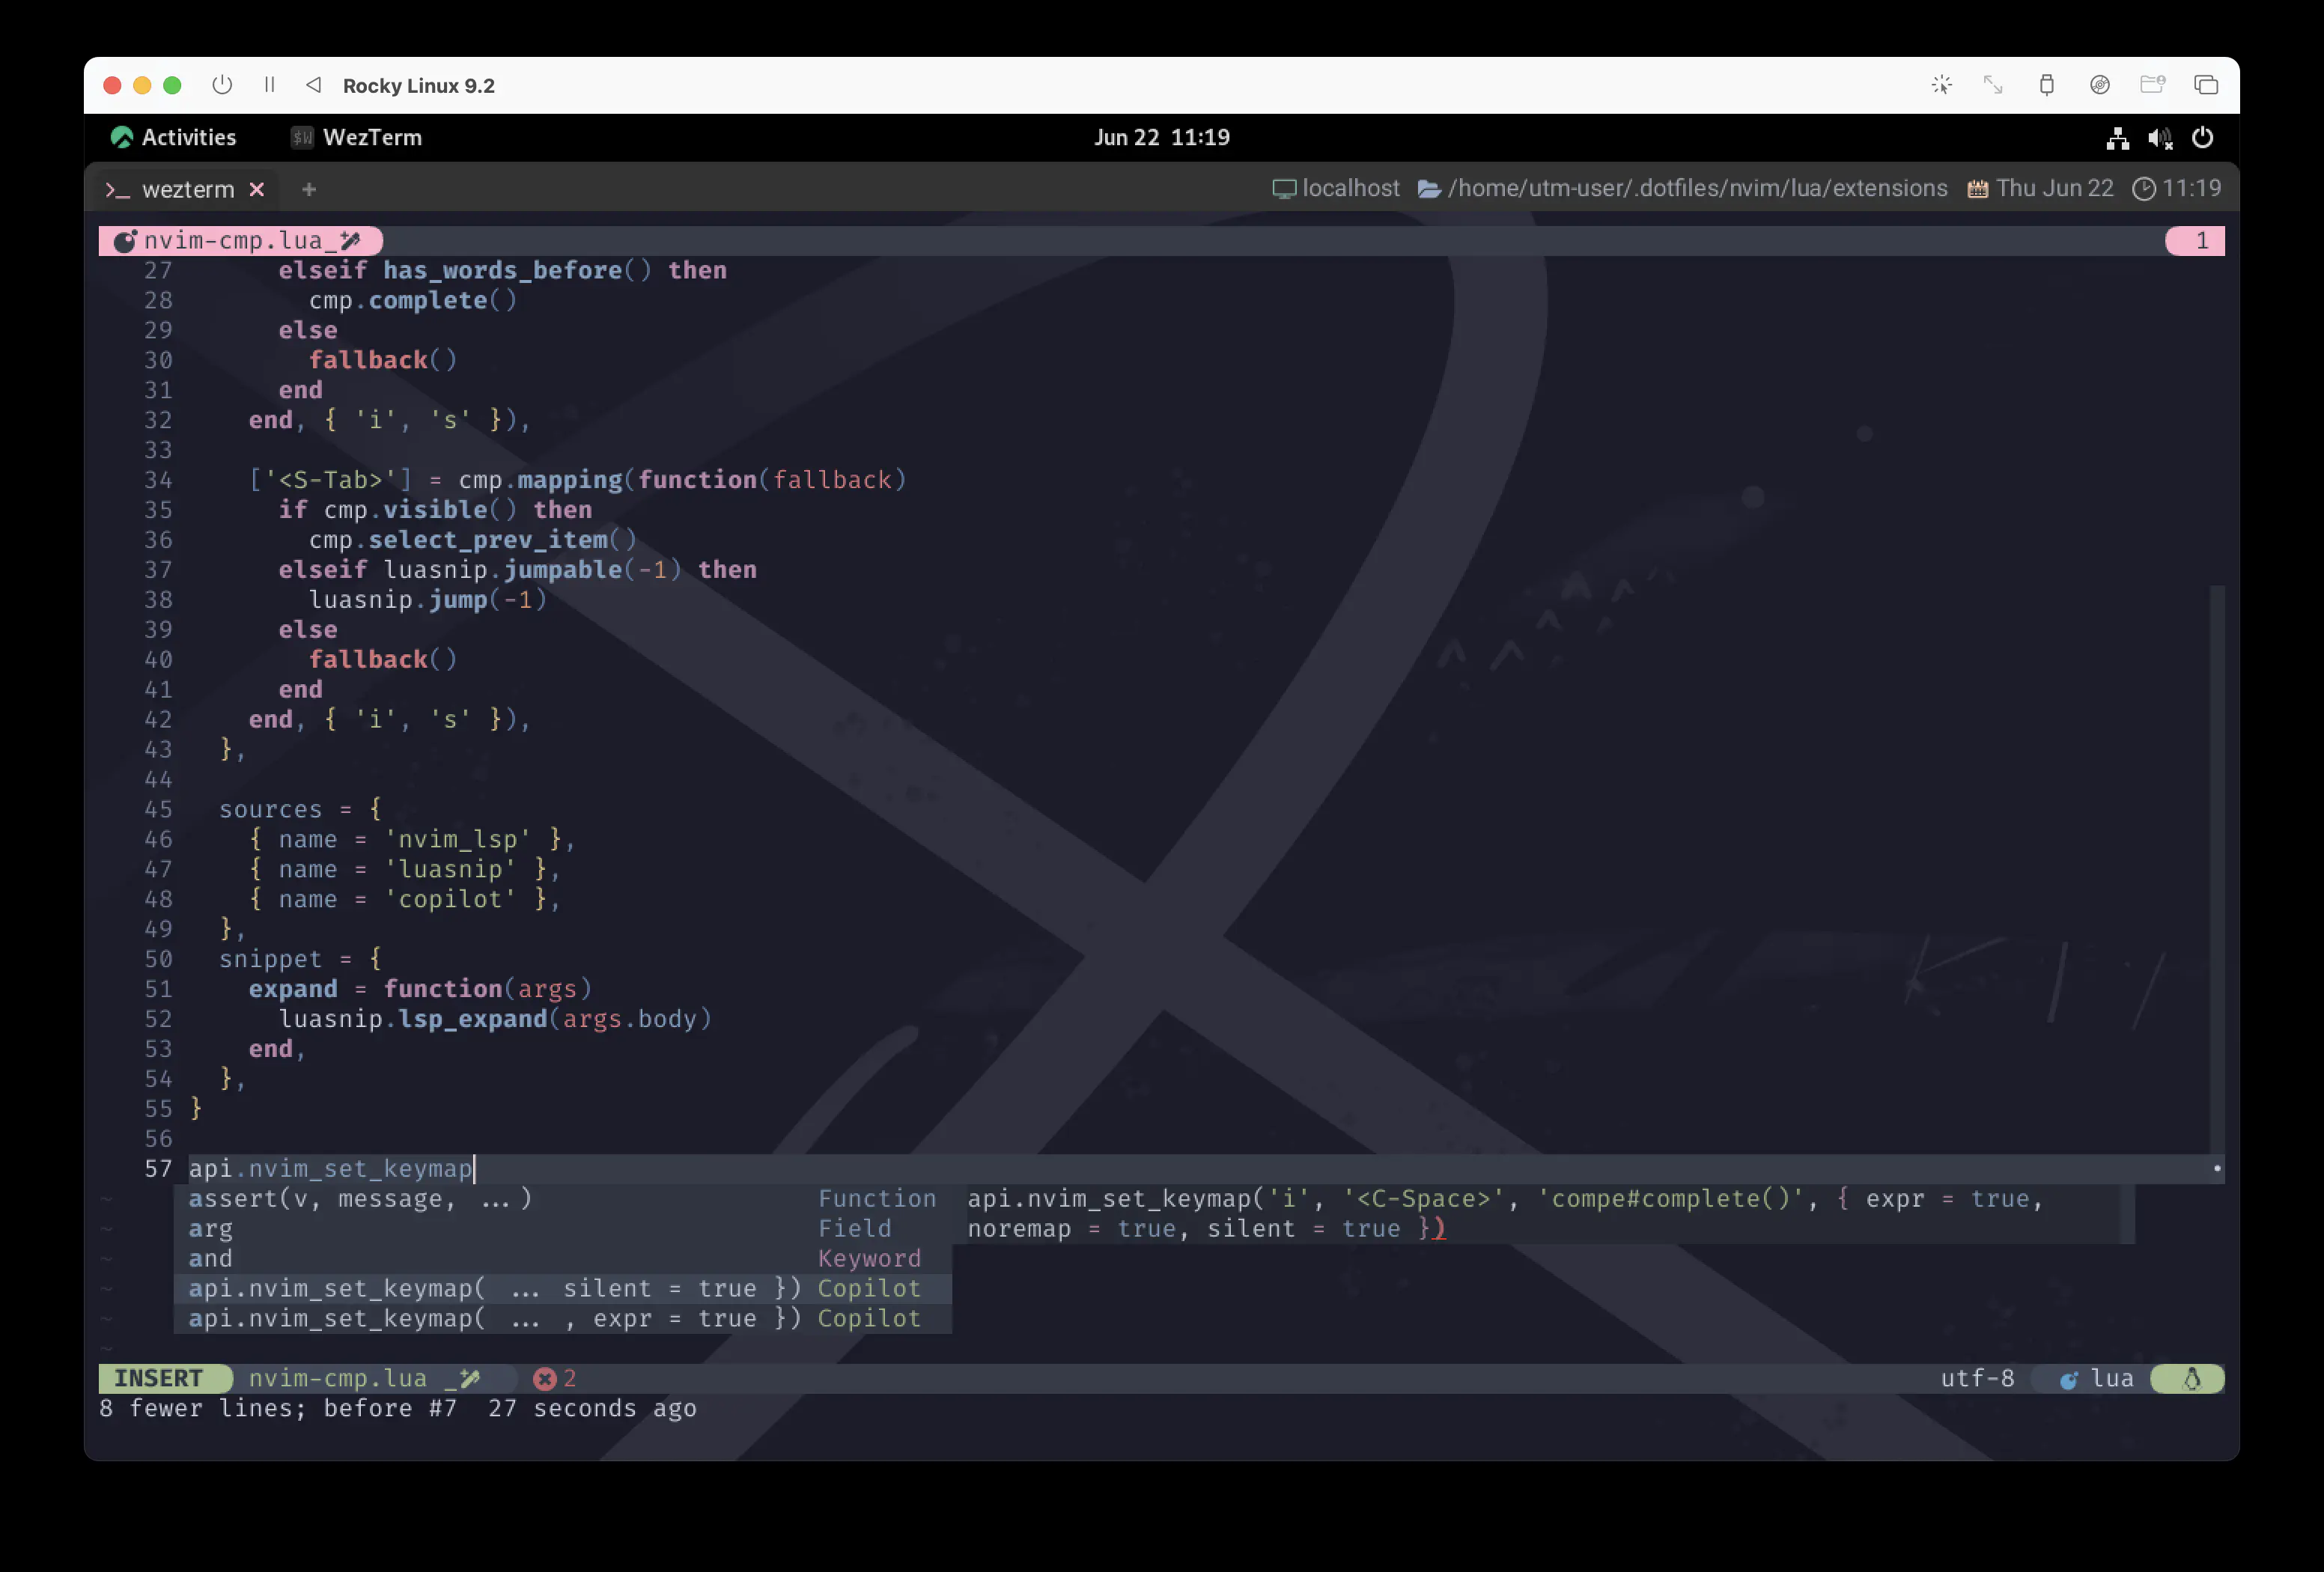 Rocky Linux 9.2
Activities $W WezTerm Jun 22 11:19
>_ wezterm × + localhost /home/utm-user/.dotfiles/nvim/lua/extensions Thu Jun 22 11:19
nvim-cmp.lua_ 1
27 elseif has_words_before() then
28 cmp.complete()
29 else
30 fallback()
31 end
32 end, { 'i', 's' }),
33
34 ['<S-Tab>'] = cmp.mapping(function(fallback)
35 if cmp.visible() then
36 cmp.select_prev_item()
37 elseif luasnip.jumpable(-1) then
38 luasnip.jump(-1)
39 else
40 fallback()
41 end
42 end, { 'i', 's' }),
43 },
44
45 sources = {
46 { name = 'nvim_lsp' },
47 { name = 'luasnip' },
48 { name = 'copilot' },
49 },
50 snippet = {
51 expand = function(args)
52 luasnip.lsp_expand(args.body)
53 end,
54 },
55 }
56
57 api.nvim_set_keymap
~ assert(v, message, ...) Function api.nvim_set_keymap('i', '<C-Space>', 'compe#complete()', { expr = true,
~ arg Field noremap = true, silent = true })
~ and Keyword
~ api.nvim_set_keymap( ... silent = true }) Copilot
~ api.nvim_set_keymap( ... , expr = true }) Copilot
~
INSERT nvim-cmp.lua _ 2 utf-8 lua
8 fewer lines; before #7 27 seconds ago